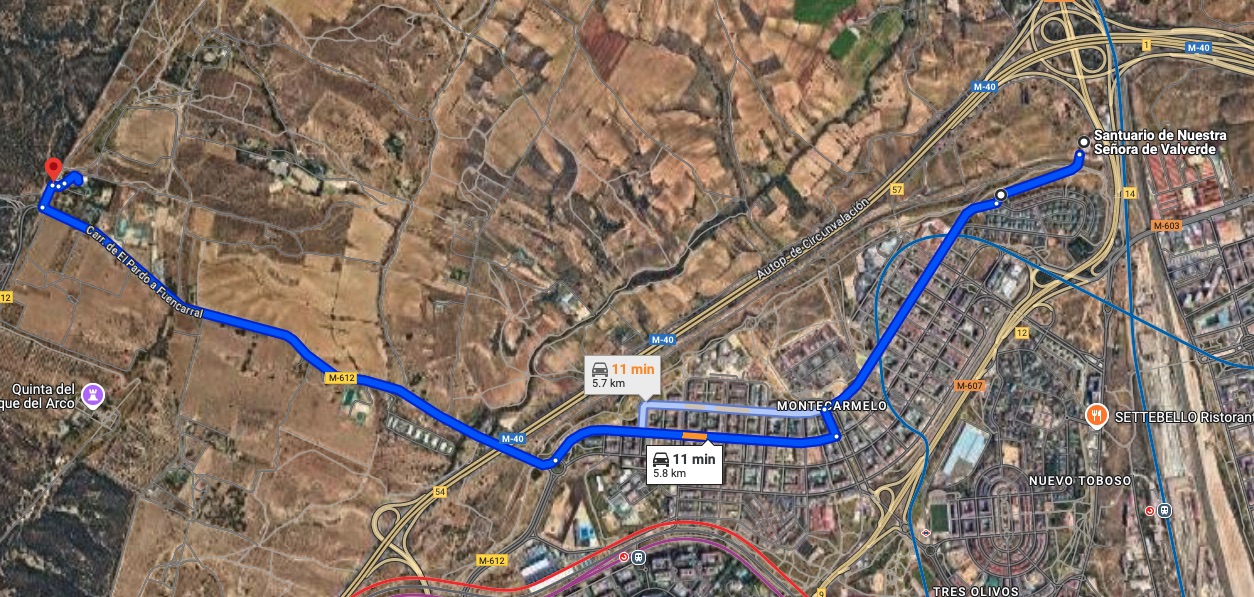 1
M-40
M-40
Santuario de Nuestra
Señora de Valverde
57
14
M-603
Autop. de Circunvalación
Carr. de El Pardo a Fuencarral
12
12
M-40
11 min
5.7 km
M-612
M-607
Quinta del
que del Arco
MONTECARMELO
SETTEBELLO Ristorant
M-40
11 min
5.8 km
NUEVO TOBOSO
54
M-612
TRES OLIVOS
9